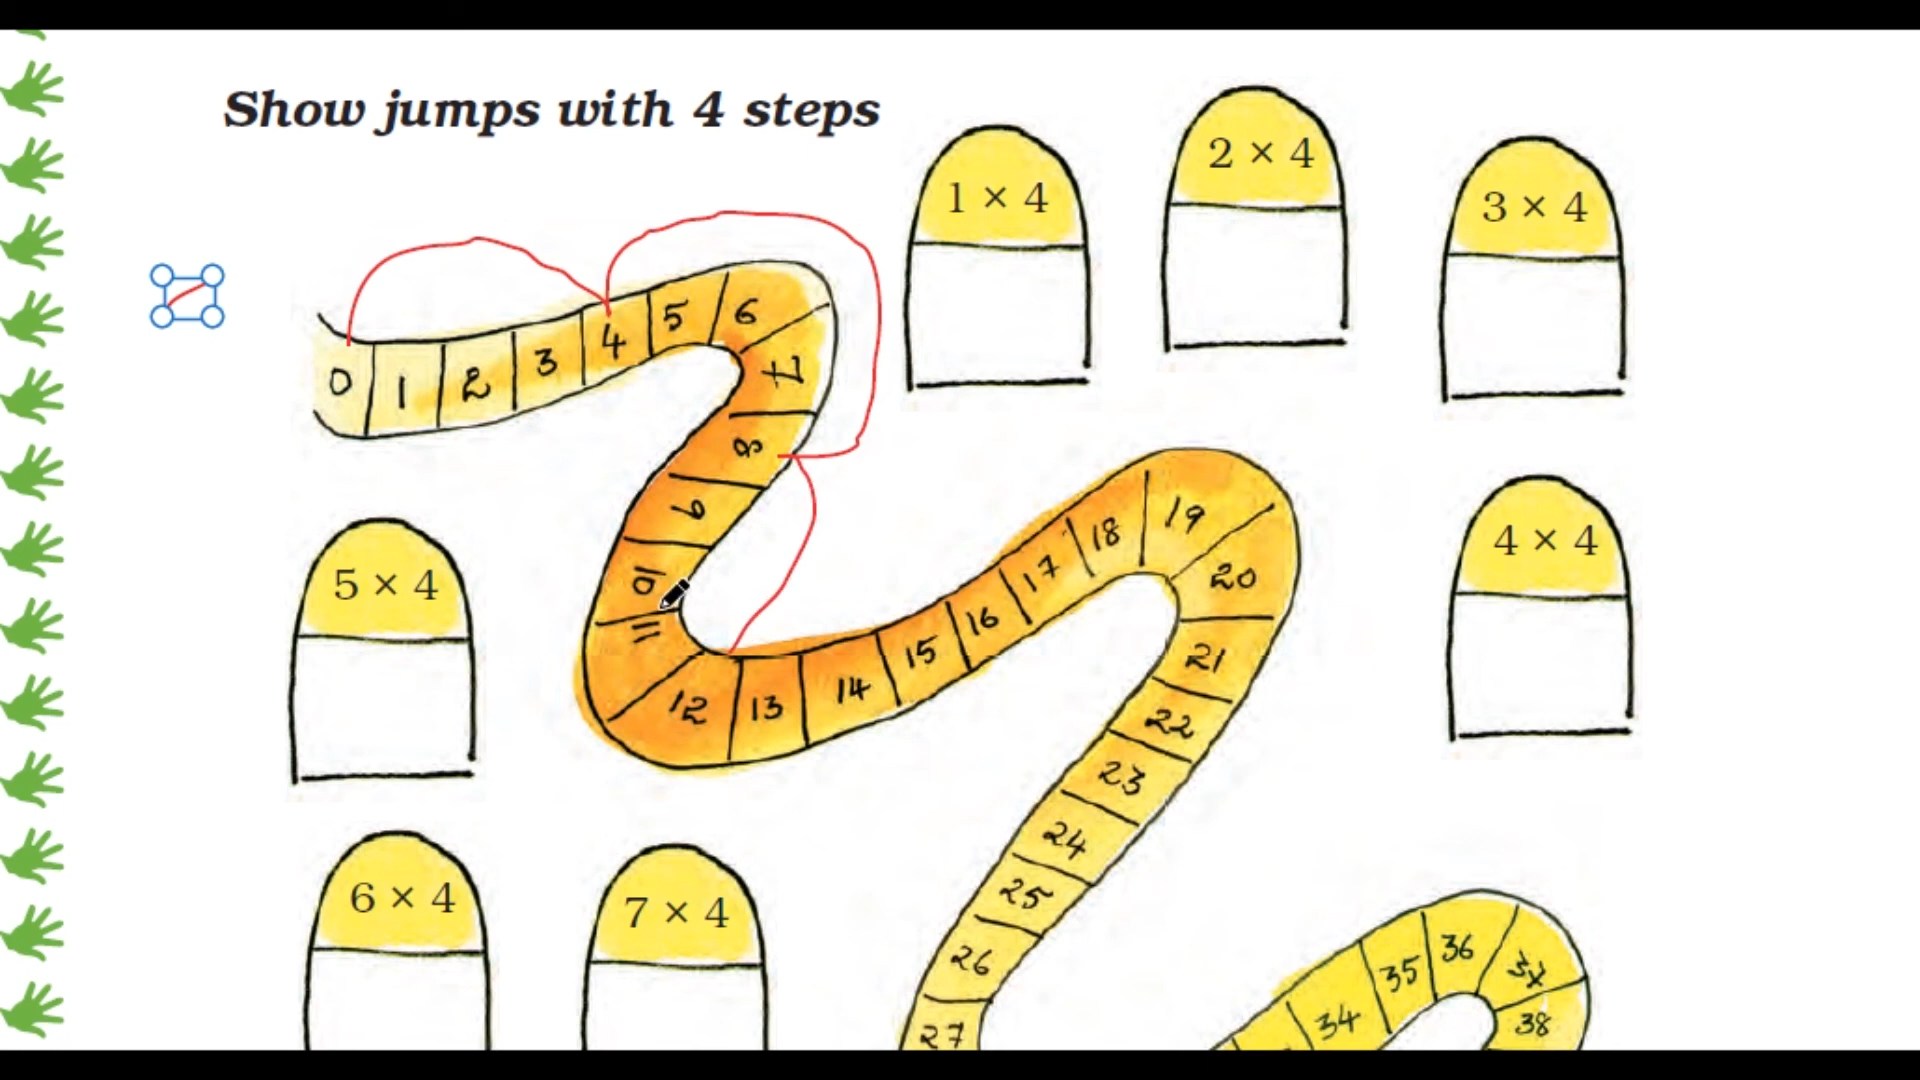 Show jumps with 4 steps
1 × 4
2 × 4
3 × 4
0 1 2 3 4 5 6 7 8 9 10 11 12 13 14 15 16 17 18 19 20 21 22 23 24 25 26 27
4 × 4
5 × 4
6 × 4
7 × 4
34 35 36 37 38